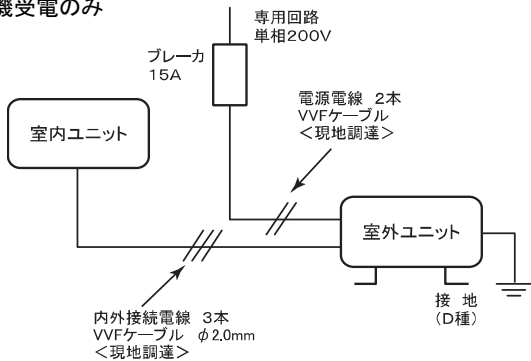 機受電のみ
専用回路
単相200V
ブレーカ
15A
電源電線 2本
VVFケーブル
＜現地調達＞
室内ユニット
室外ユニット
接 地
（D種）
内外接続電線 3本
VVFケーブル φ2.0mm
＜現地調達＞